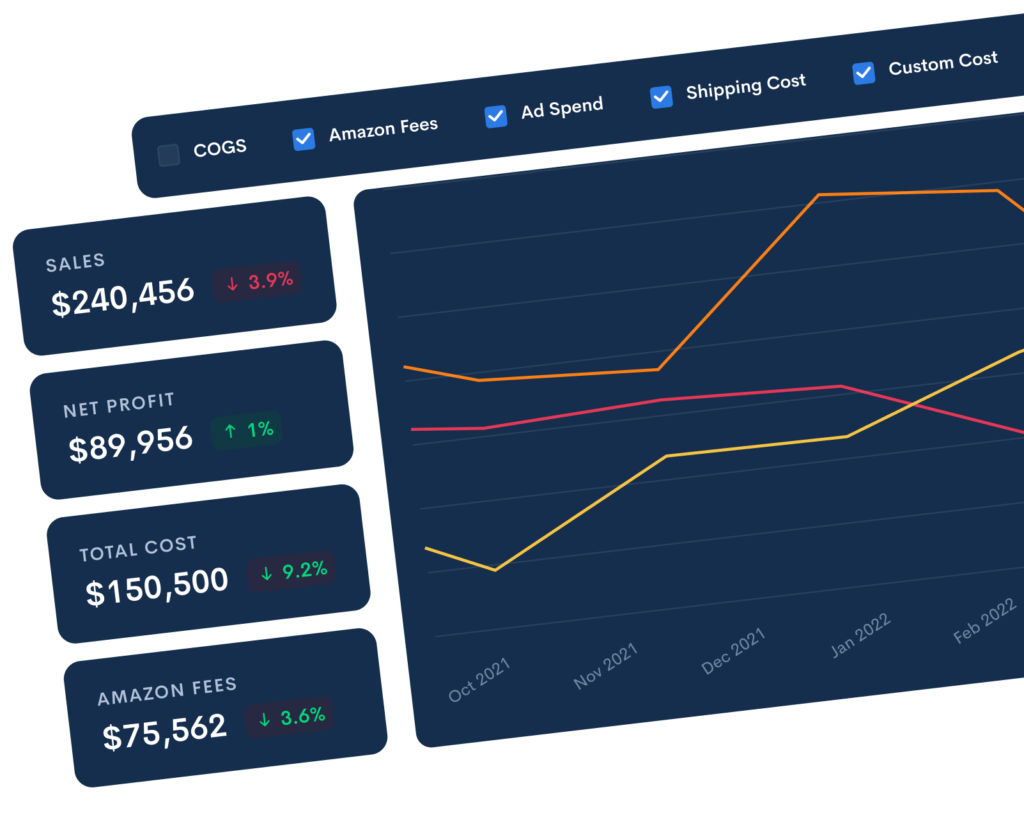 COGS
Amazon Fees
Ad Spend
Shipping Cost
Custom Cost
SALES
$240,456 ↓ 3.9%
NET PROFIT
$89,956 ↑ 1%
TOTAL COST
$150,500 ↓ 9.2%
AMAZON FEES
$75,562 ↓ 3.6%
Oct 2021
Nov 2021
Dec 2021
Jan 2022
Feb 2022